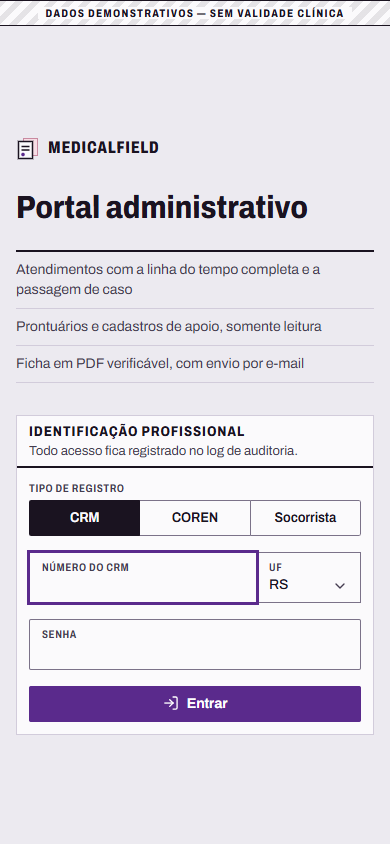 DADOS DEMONSTRATIVOS — SEM VALIDADE CLÍNICA
MEDICALFIELD
Portal administrativo
Atendimentos com a linha do tempo completa e a
passagem de caso
Prontuários e cadastros de apoio, somente leitura
Ficha em PDF verificável, com envio por e-mail
IDENTIFICAÇÃO PROFISSIONAL
Todo acesso fica registrado no log de auditoria.
TIPO DE REGISTRO
CRM COREN Socorrista
NÚMERO DO CRM UF
RS
SENHA
Entrar